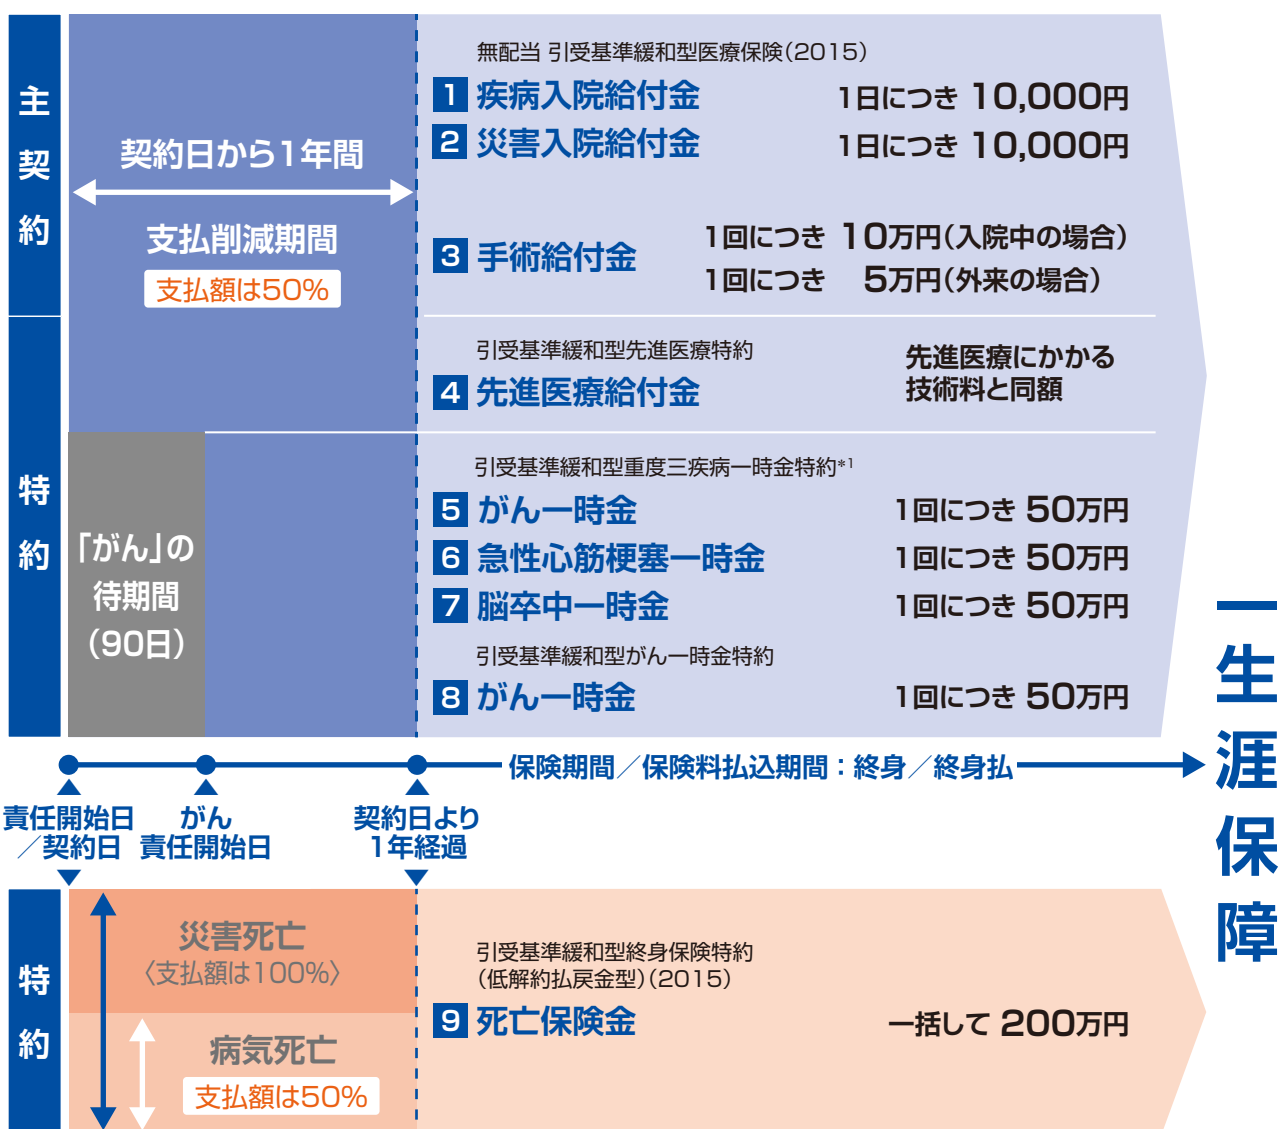 主契約
契約日から1年間
支払削減期間
支払額は50%
無配当 引受基準緩和型医療保険(2015)
1 疾病入院給付金 1日につき 10,000円
2 災害入院給付金 1日につき 10,000円
3 手術給付金
1回につき 10万円(入院中の場合)
1回につき 5万円(外来の場合)
特約
引受基準緩和型先進医療特約
4 先進医療給付金
先進医療にかかる
技術料と同額
「がん」の
待期間
(90日)
引受基準緩和型重度三疾病一時金特約*1
5 がん一時金 1回につき 50万円
6 急性心筋梗塞一時金 1回につき 50万円
7 脳卒中一時金 1回につき 50万円
引受基準緩和型がん一時金特約
8 がん一時金 1回につき 50万円
保険期間/保険料払込期間:終身/終身払
責任開始日
/契約日
がん
責任開始日
契約日より
1年経過
一生涯保障
特約
災害死亡
〈支払額は100%〉
病気死亡
支払額は50%
引受基準緩和型終身保険特約
(低解約払戻金型)(2015)
9 死亡保険金 一括して 200万円